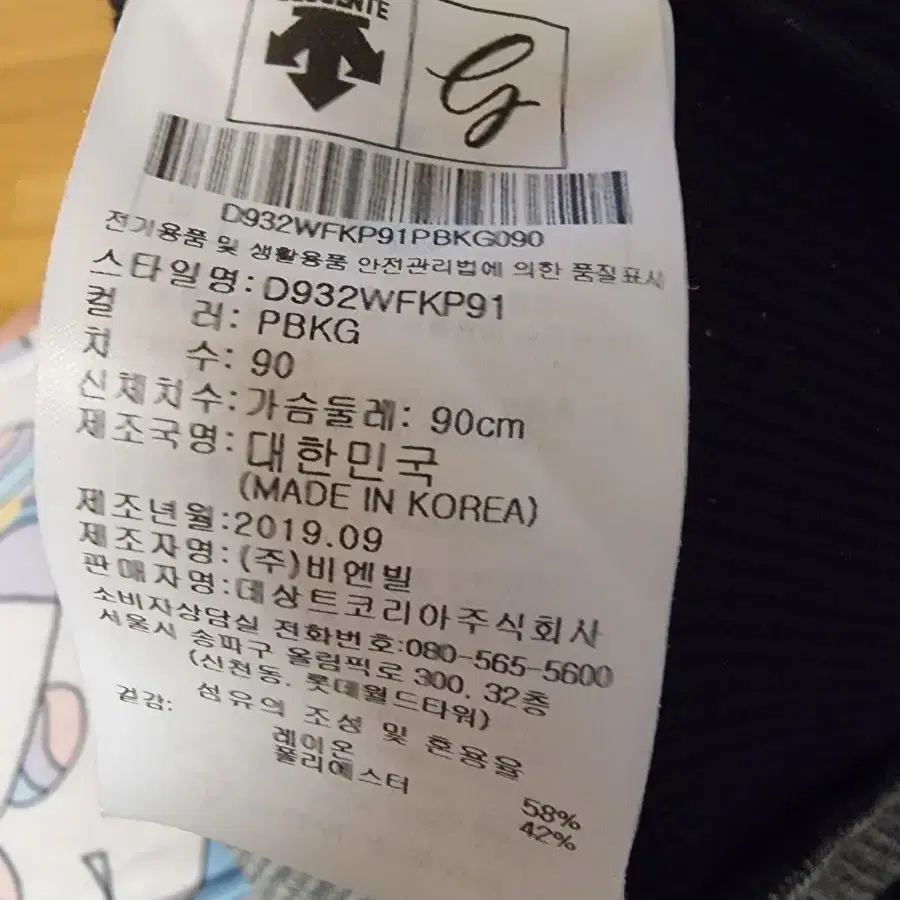 D932WFKP91PBKG090
전기용품 및 생활용품 안전관리법에 의한 품질표시
스타일명: D932WFKP91
컬 러: PBKG
치 수: 90
신체치수: 가슴둘레: 90cm
제조국명: 대한민국
(MADE IN KOREA)
제조년월: 2019.09
제조자명: (주)비엔빌
판매자명: 데상트코리아주식회사
소비자상담실 전화번호: 080-565-5600
서울시 송파구 올림픽로 300, 32층
(신천동, 롯데월드타워)
섬유의 조성 및 혼용율
겉감:
레이온 58%
폴리에스터 42%